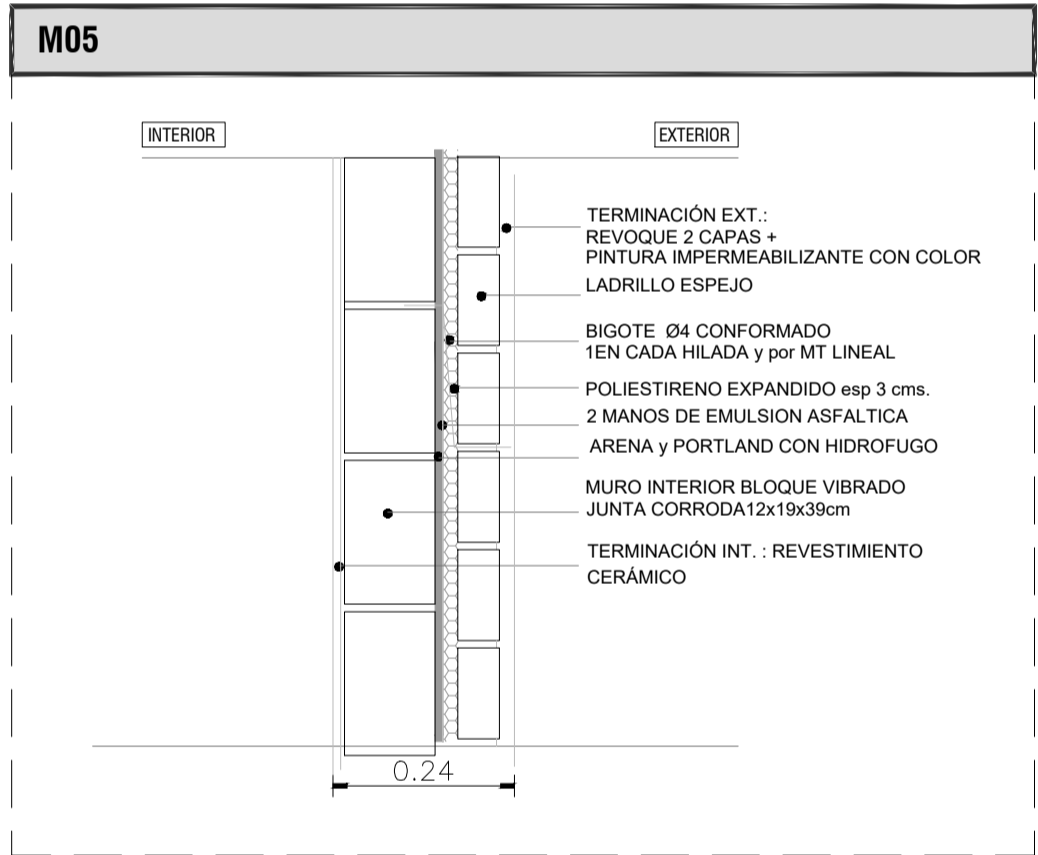 M05
INTERIOR
EXTERIOR
TERMINACIÓN EXT.:
REVOQUE 2 CAPAS +
PINTURA IMPERMEABILIZANTE CON COLOR
LADRILLO ESPEJO
BIGOTE Ø4 CONFORMADO
1EN CADA HILADA y por MT LINEAL
POLIESTIRENO EXPANDIDO esp 3 cms.
2 MANOS DE EMULSION ASFALTICA
ARENA y PORTLAND CON HIDROFUGO
MURO INTERIOR BLOQUE VIBRADO
JUNTA CORRODA12x19x39cm
TERMINACIÓN INT. : REVESTIMIENTO
CERÁMICO
0.24